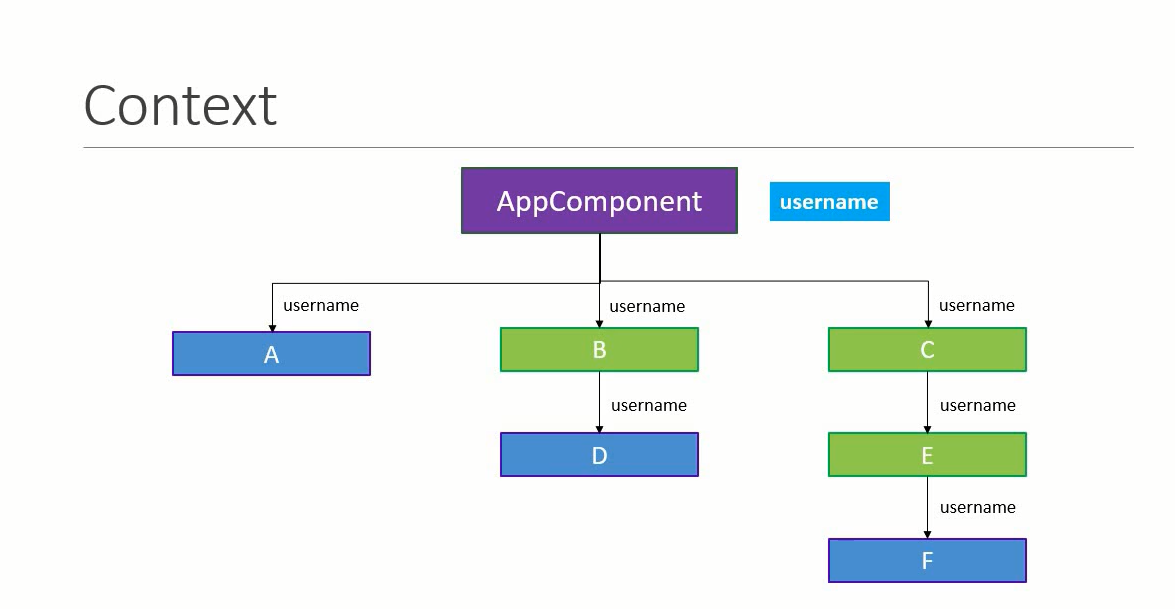 Context
AppComponent
username
username
username
username
A
B
C
username
username
D
E
username
F